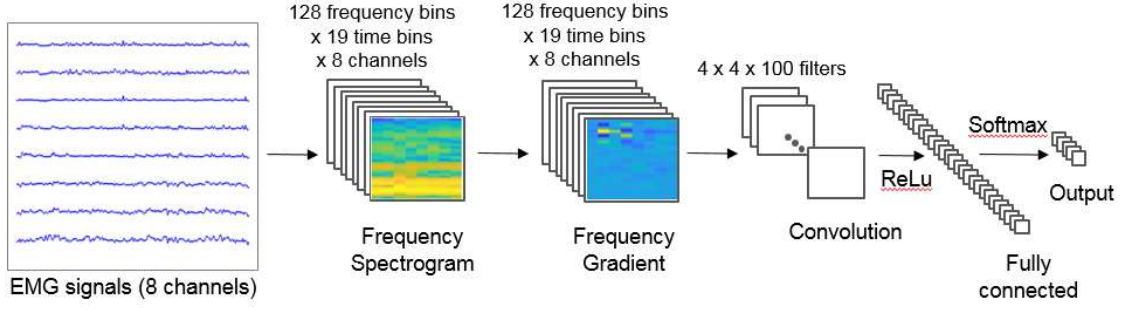 128 frequency bins
x 19 time bins
x 8 channels
128 frequency bins
x 19 time bins
x 8 channels
4 x 4 x 100 filters
Softmax
ReLu
Output
Convolution
Frequency
Spectrogram
Frequency
Gradient
Fully
connected
EMG signals (8 channels)